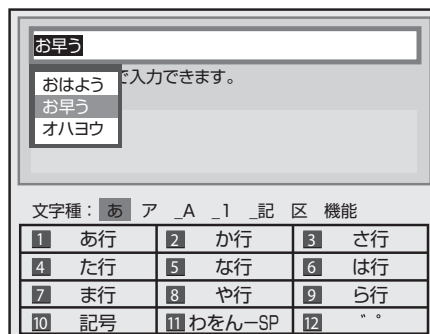 お早う
おはよう
お早う
オハヨウ
で入力できます。
文字種： あ ア _A _1 _記 区 機能
1 あ行 2 か行 3 さ行
4 た行 5 な行 6 は行
7 ま行 8 や行 9 ら行
10 記号 11 わをんーSP 12 ゛゜